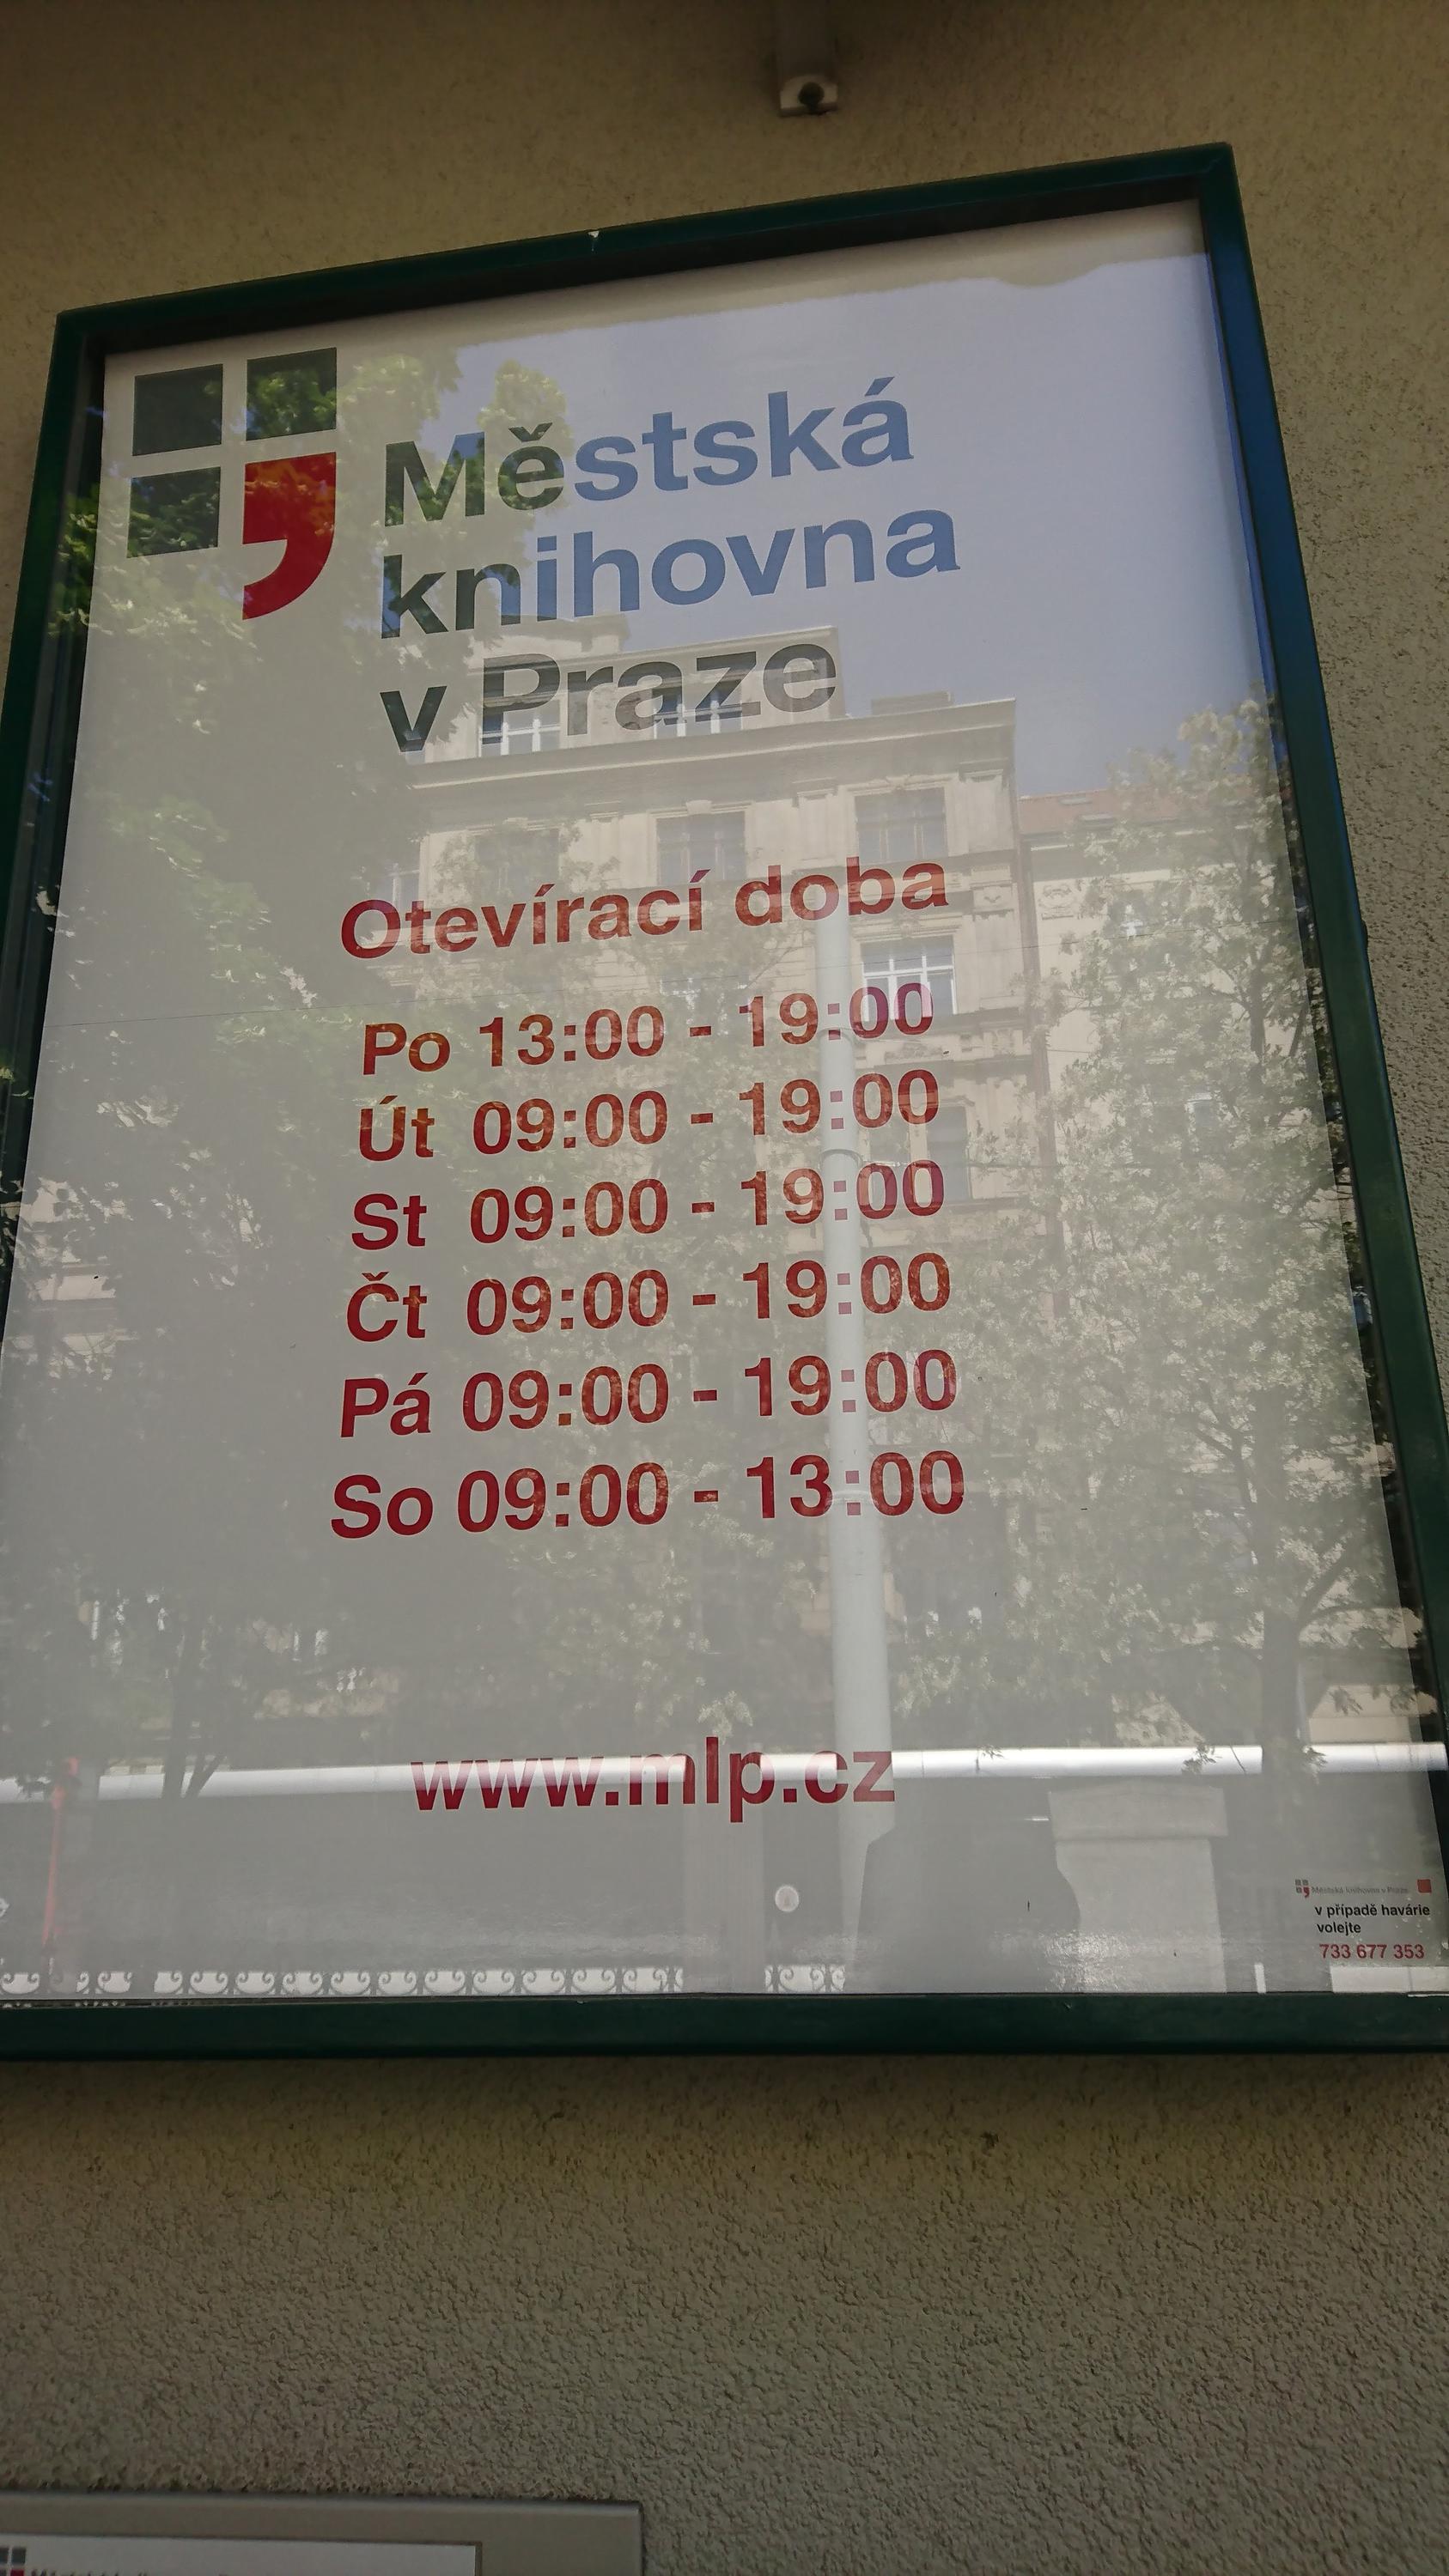 Městská
knihovna
v Praze
Otevírací doba
Po 13:00 - 19:00
Út 09:00 - 19:00
St 09:00 - 19:00
Čt 09:00 - 19:00
Pá 09:00 - 19:00
So 09:00 - 13:00
www.mlp.cz
Městská knihovna v Praze
v případě havárie
volejte
733 677 353